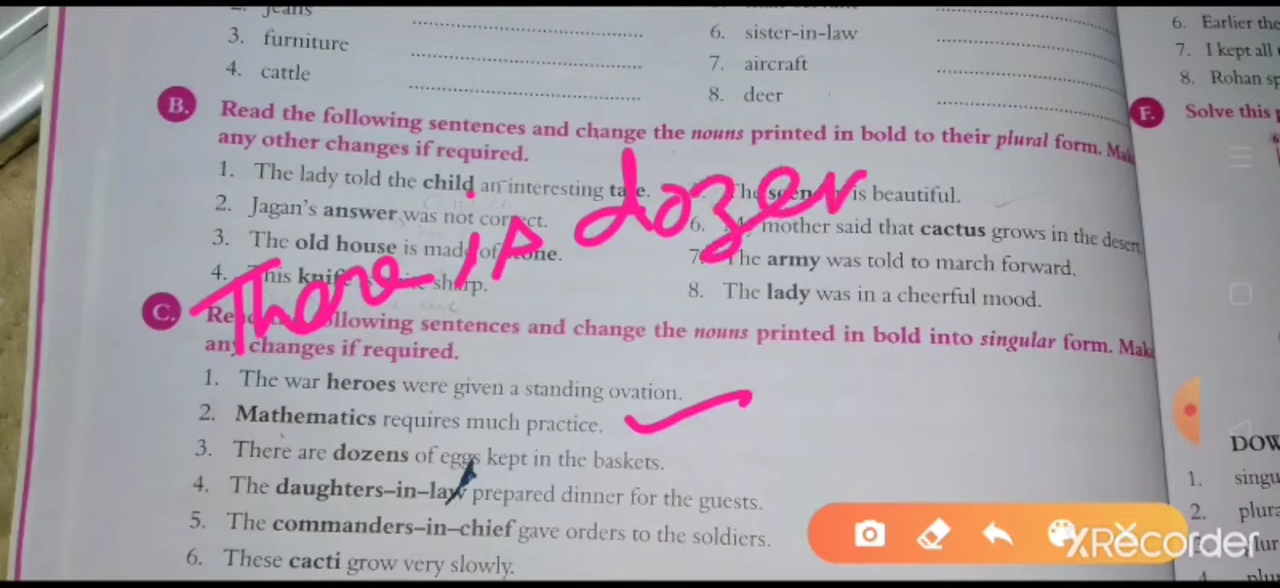 jeans
3. furniture
4. cattle
6. sister-in-law
7. aircraft
8. deer
B. Read the following sentences and change the nouns printed in bold to their plural form. Make
any other changes if required.
1. The lady told the child an interesting
2. Jagan's answer was not correct.
3. The old house is made of
4. This sharp.
is beautiful.
6. mother said that cactus grows in the desert
7. The army was told to march forward.
8. The lady was in a cheerful mood.
There is dozen
C. following sentences and change the nouns printed in bold into singular form. Make
any changes if required.
1. The war heroes were given a standing ovation.
2. Mathematics requires much practice.
3. There are dozens of eggs kept in the baskets.
4. The daughters-in-law prepared dinner for the guests.
5. The commanders-in-chief gave orders to the soldiers.
6. These cacti grow very slowly.
6. Earlier the
7. I kept all
8. Rohan sp
F. Solve this
DOW
1. singu
2. plura
XRecorder